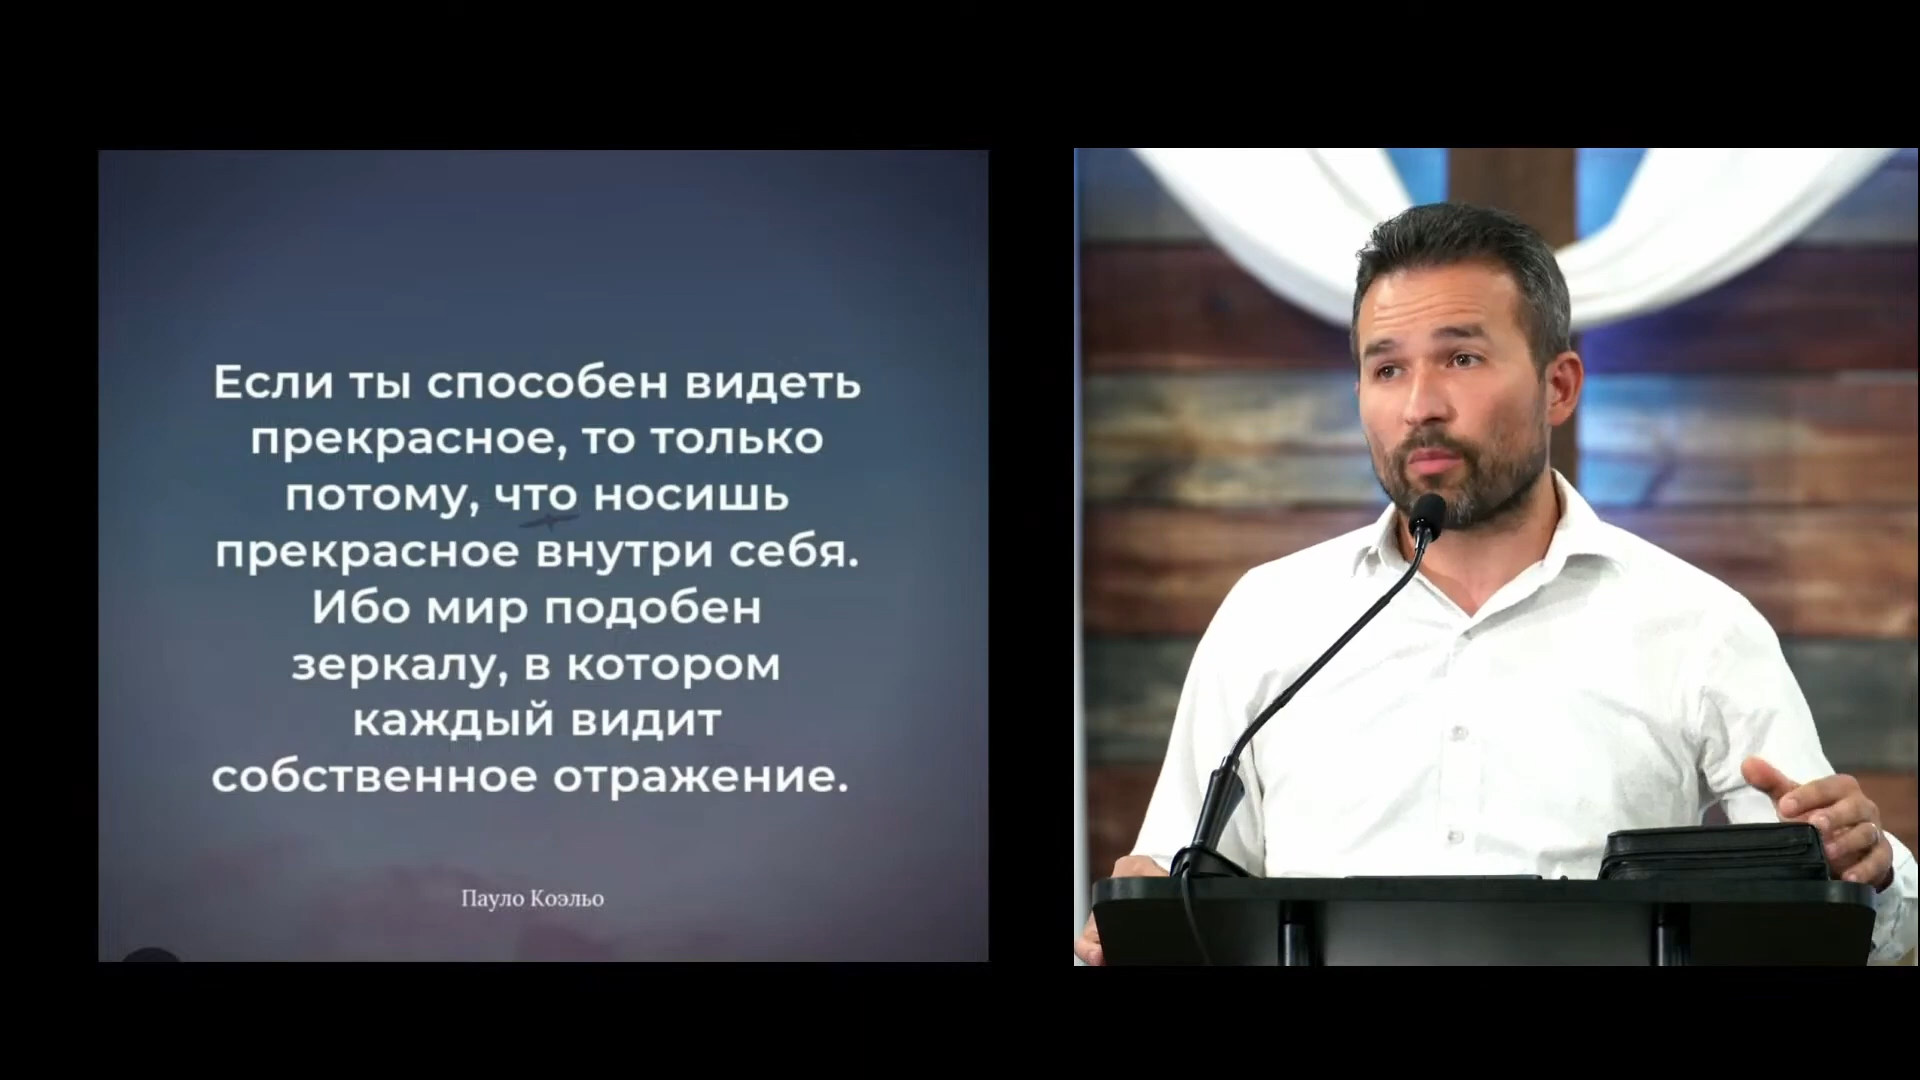 Если ты способен видеть
прекрасное, то только
потому, что носишь
прекрасное внутри себя.
Ибо мир подобен
зеркалу, в котором
каждый видит
собственное отражение.
Пауло Коэльо